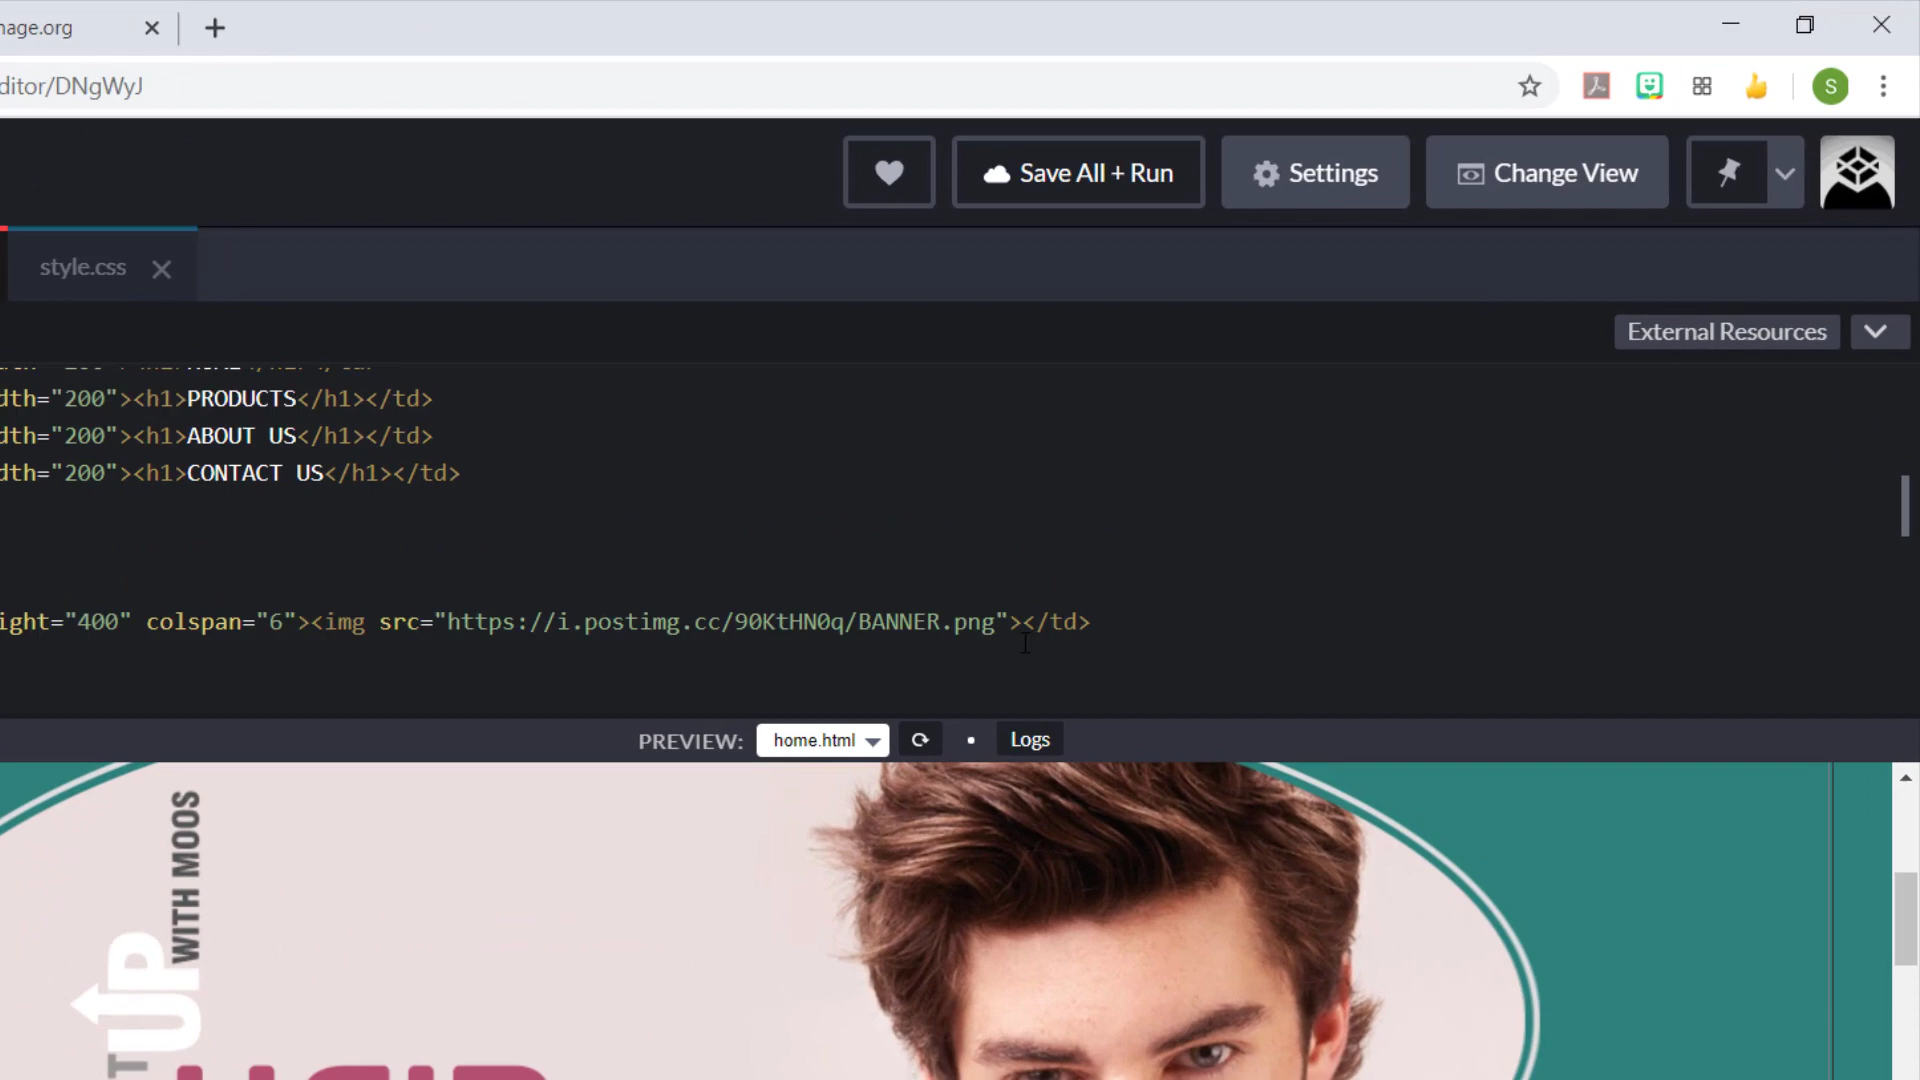 nage.org
ditor/DNgWyJ
S
Save All + Run
Settings
Change View
style.css
External Resources
dth="200"><h1>PRODUCTS</h1></td>
dth="200"><h1>ABOUT US</h1></td>
dth="200"><h1>CONTACT US</h1></td>
ight="400" colspan="6"><img src="https://i.postimg.cc/90KtHN0q/BANNER.png"></td>
PREVIEW:
home.html
Logs
WITH MOOS
UP
HAIR